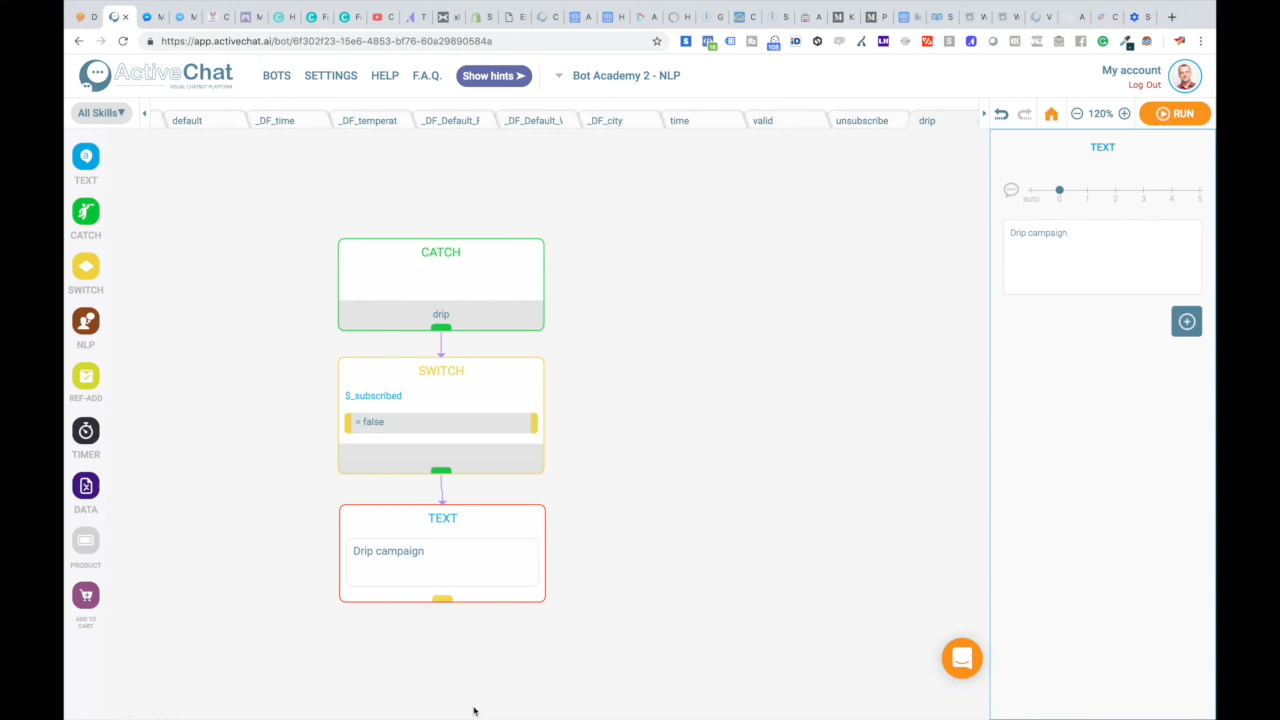 https://app.activechat.ai/bot/6f302f23-15e6-4853-bf76-60a29890584a
ActiveChat
VISUAL CHATBOT PLATFORM
BOTS
SETTINGS
HELP
F.A.Q.
Show hints
Bot Academy 2 - NLP
My account
Log Out
All Skills
default
_DF_time
_DF_temperat
_DF_Default_F
_DF_Default_\
_DF_city
time
valid
unsubscribe
drip
120%
RUN
TEXT
CATCH
SWITCH
NLP
REF-ADD
TIMER
DATA
PRODUCT
ADD TO
CART
CATCH
drip
SWITCH
$_subscribed
= false
TEXT
Drip campaign
TEXT
auto 0 1 2 3 4 5
Drip campaign